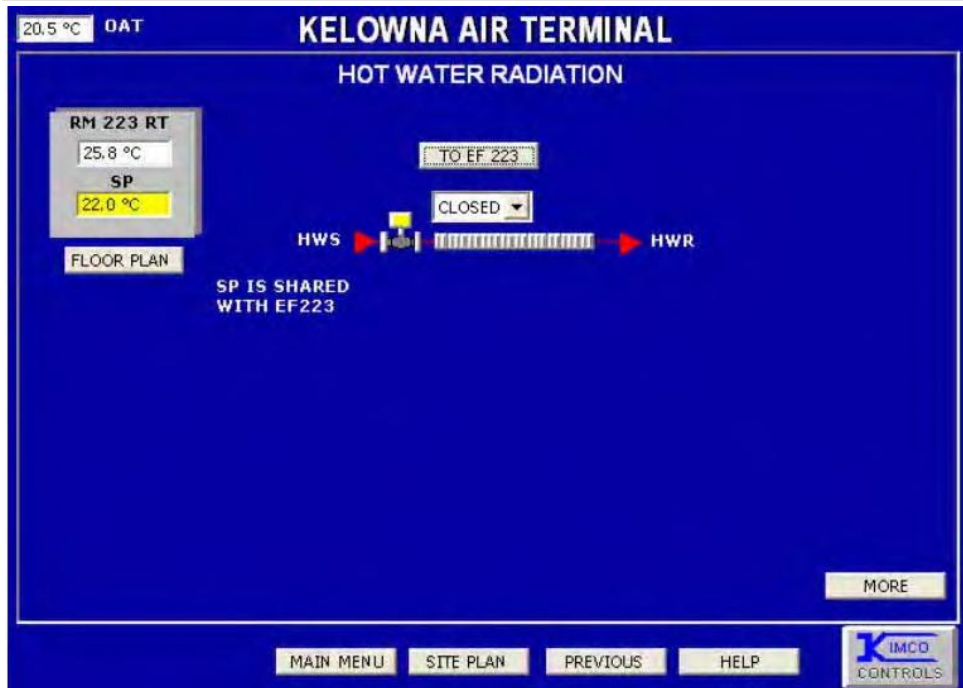 20.5 °C OAT
KELOWNA AIR TERMINAL
HOT WATER RADIATION
RM 223 RT
25.8 °C
SP
22.0 °C
FLOOR PLAN
TO EF 223
CLOSED
HWS
HWR
SP IS SHARED
WITH EF223
MORE
MAIN MENU
SITE PLAN
PREVIOUS
HELP
KIMCO
CONTROLS